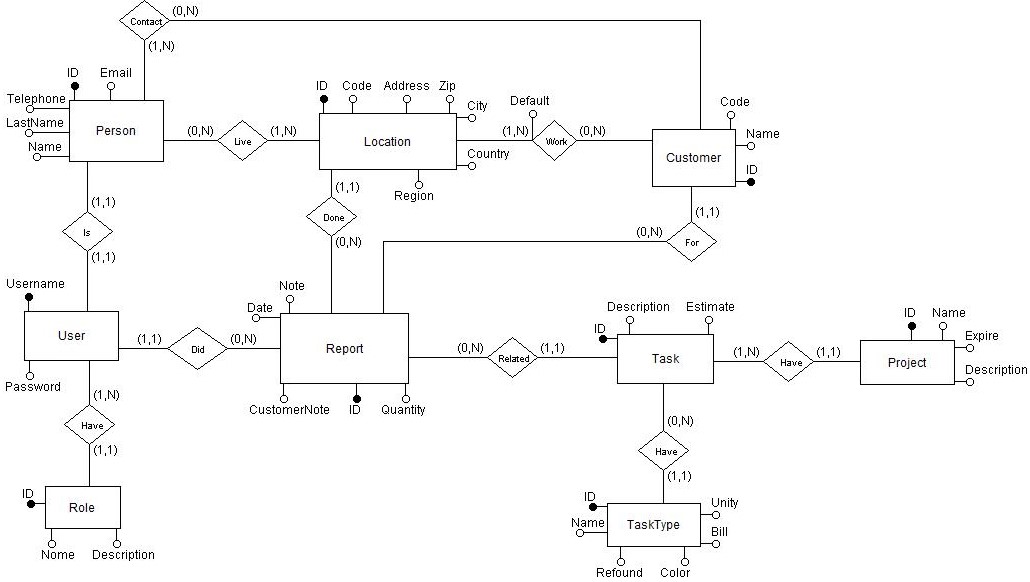 (0,N)
Contact
(1,N)
ID
Email
Telephone
LastName
Name
Person
(0,N)
Live
(1,N)
ID
Code
Address
Zip
City
Country
Region
Location
Default
(1,N)
Work
(0,N)
Code
Name
ID
Customer
(1,1)
Is
(1,1)
(1,1)
Done
(0,N)
(1,1)
(0,N)
For
Username
User
Password
(1,1)
Did
(0,N)
Note
Date
Report
CustomerNote
ID
Quantity
(0,N)
Related
(1,1)
Description
Estimate
ID
Task
(1,N)
Have
(1,1)
ID
Name
Expire
Description
Project
(1,N)
Have
(1,1)
(0,N)
Have
(1,1)
ID
Role
Nome
Description
ID
Name
TaskType
Unity
Bill
Refound
Color